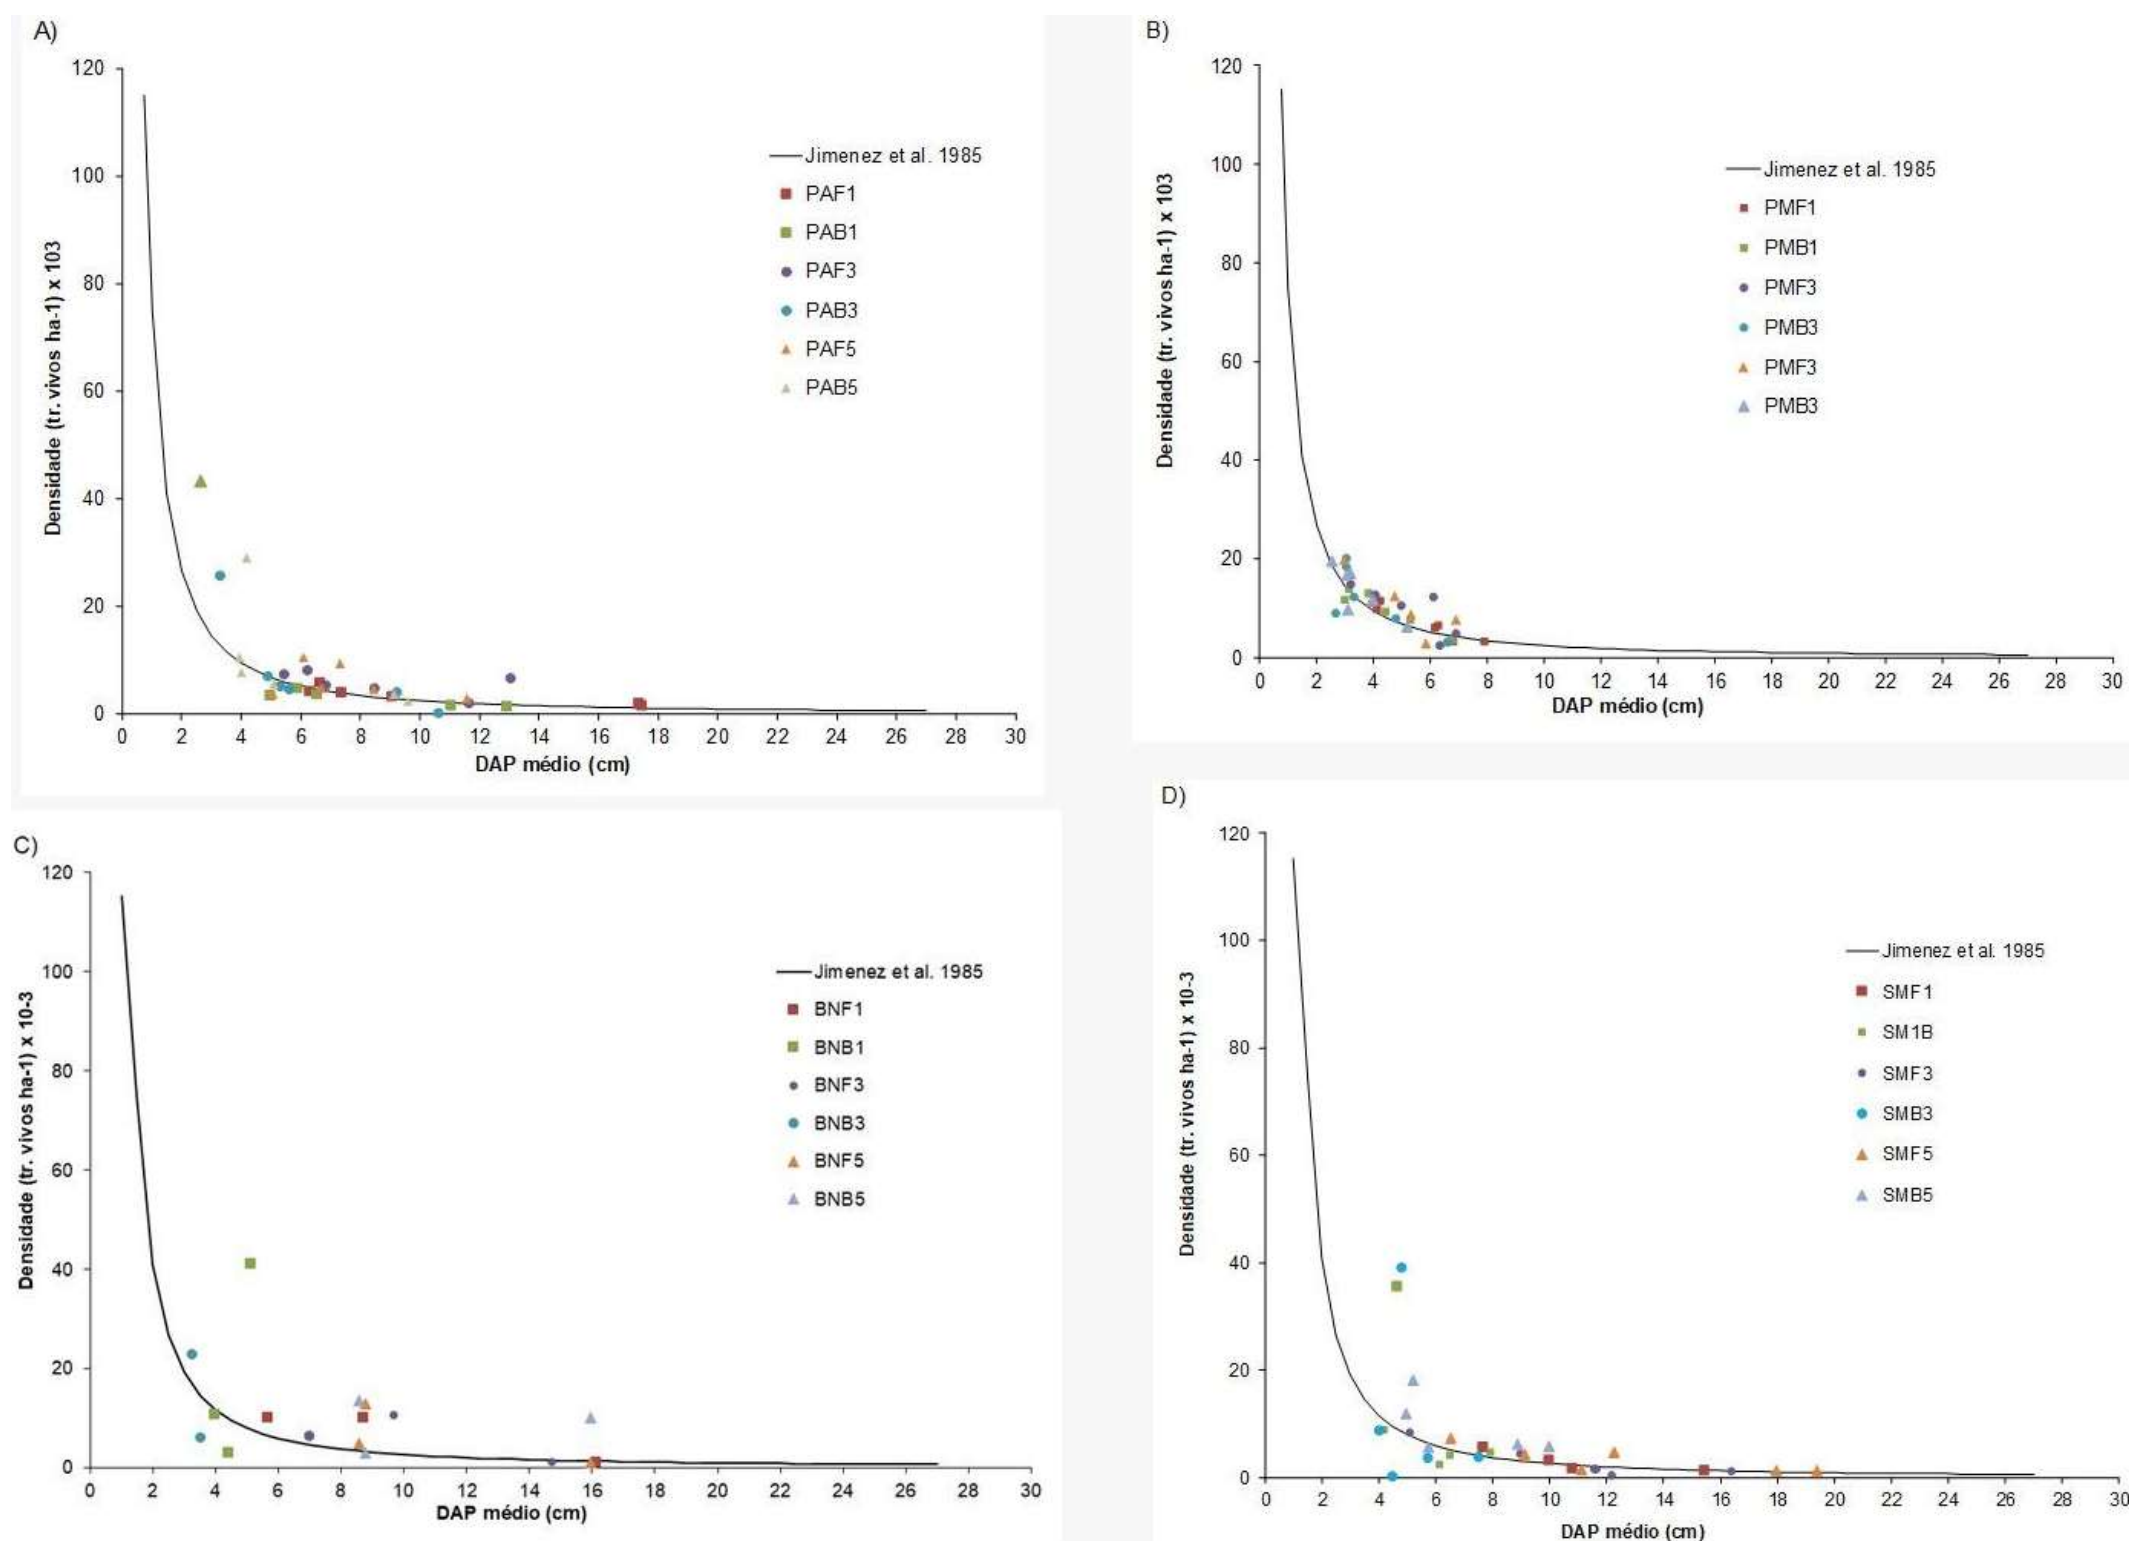 A)
120
100
80
60
40
20
0
Densidade (tr. vivos ha-1) x 103
Jimenez et al. 1985
PAF1
PAB1
PAF3
PAB3
PAF5
PAB5
0 2 4 6 8 10 12 14 16 18 20 22 24 26 28 30
DAP médio (cm)
B)
120
100
80
60
40
20
0
Densidade (tr. vivos ha-1) x 103
Jimenez et al. 1985
PMF1
PMB1
PMF3
PMB3
PMF3
PMB3
0 2 4 6 8 10 12 14 16 18 20 22 24 26 28 30
DAP médio (cm)
C)
120
100
80
60
40
20
0
Densidade (tr. vivos ha-1) x 10-3
Jimenez et al. 1985
BNF1
BNB1
BNF3
BNB3
BNF5
BNB5
0 2 4 6 8 10 12 14 16 18 20 22 24 26 28 30
DAP médio (cm)
D)
120
100
80
60
40
20
0
Densidade (tr. vivos ha-1) x 10-3
Jimenez et al. 1985
SMF1
SM1B
SMF3
SMB3
SMF5
SMB5
0 2 4 6 8 10 12 14 16 18 20 22 24 26 28 30
DAP médio (cm)